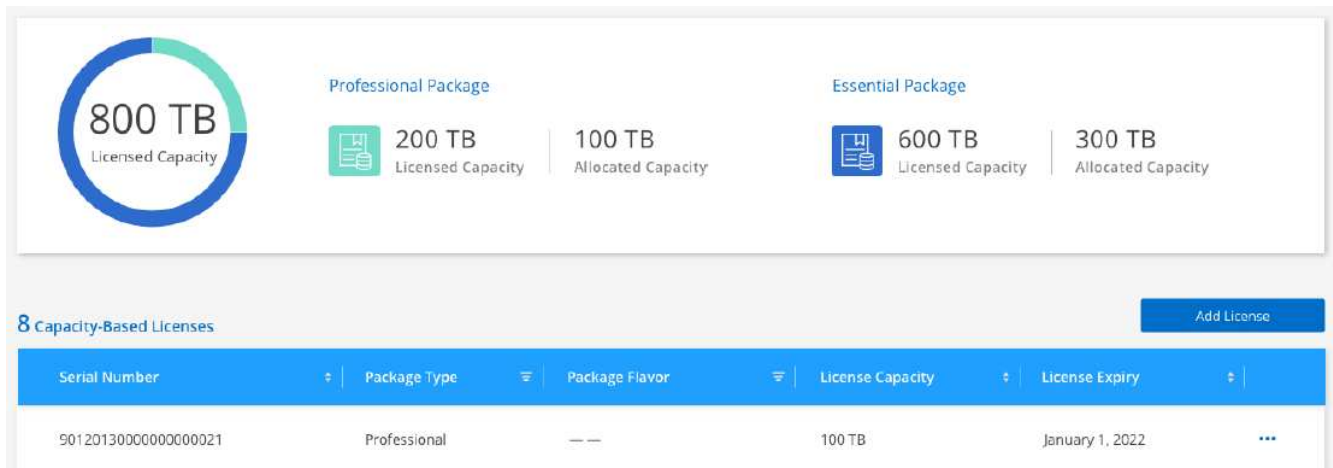 800 TB
Licensed Capacity
Professional Package
200 TB
Licensed Capacity
100 TB
Allocated Capacity
Essential Package
600 TB
Licensed Capacity
300 TB
Allocated Capacity
8 Capacity-Based Licenses
Add License
Serial Number Package Type Package Flavor License Capacity License Expiry
90120130000000000021 Professional — — 100 TB January 1, 2022 •••